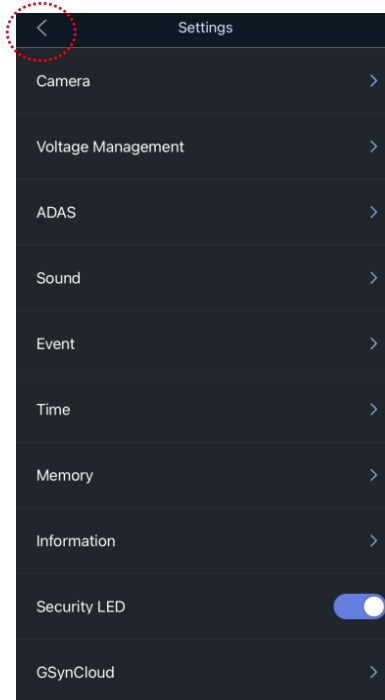 Settings
Camera
Voltage Management
ADAS
Sound
Event
Time
Memory
Information
Security LED
GSynCloud